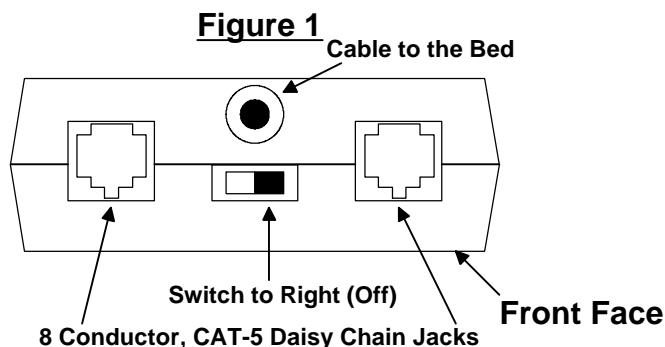 Figure 1
Cable to the Bed
Switch to Right (Off)
Front Face
8 Conductor, CAT-5 Daisy Chain Jacks